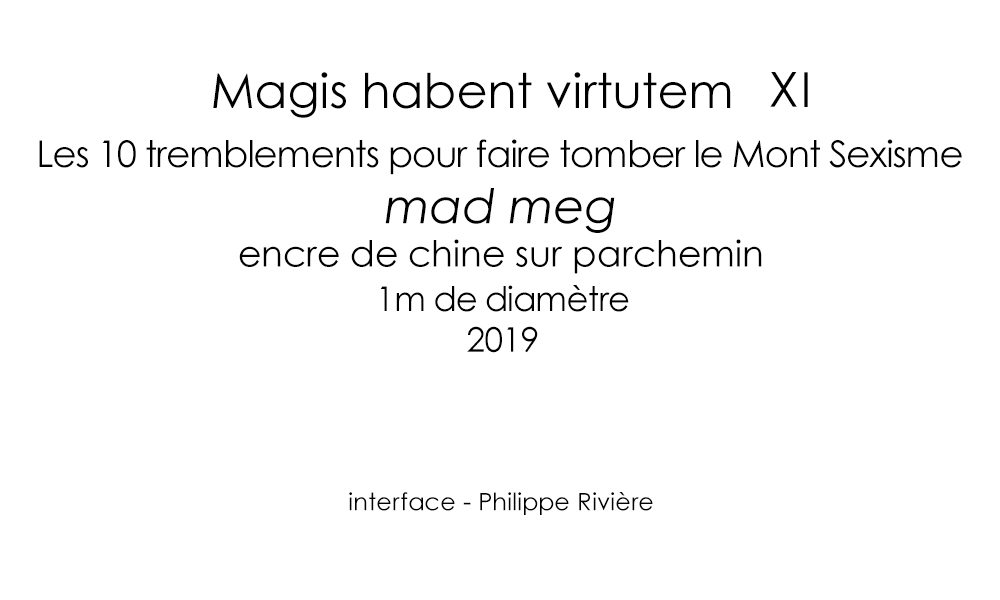 Magis habent virtutem XI
Les 10 tremblements pour faire tomber le Mont Sexisme
mad meg
encre de chine sur parchemin
1m de diamètre
2019
interface - Philippe Rivière